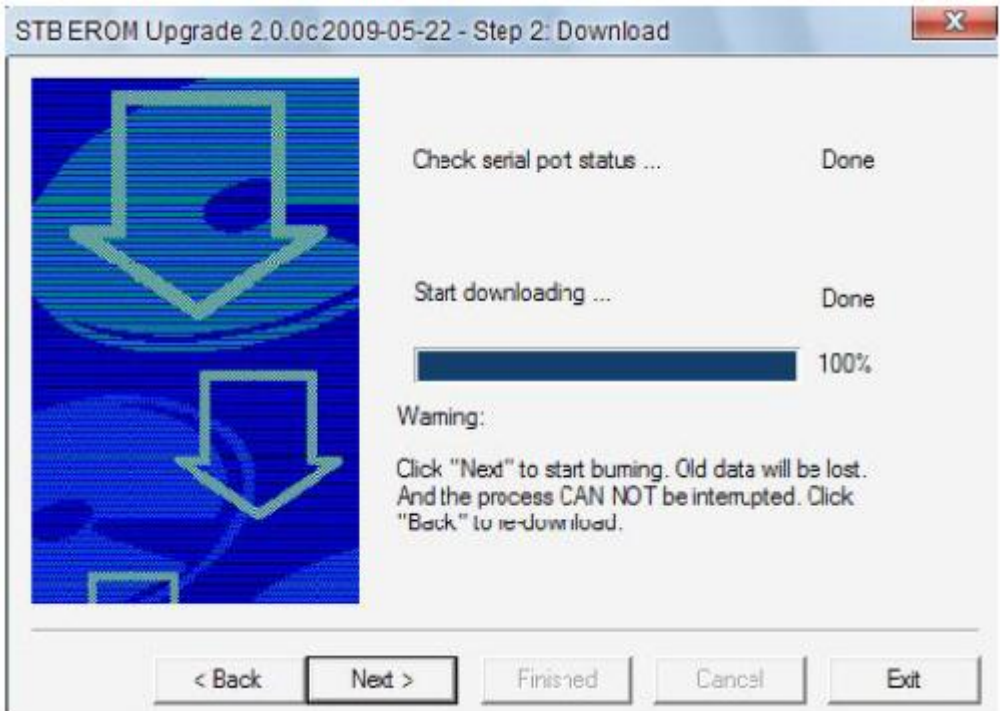 STB EROM Upgrade 2.0.0c 2009-05-22 - Step 2: Download
Check serial port status ... Done
Start downloading ... Done
100%
Warning:
Click "Next" to start burning. Old data will be lost.
And the process CAN NOT be interrupted. Click
"Back" to re-download.
< Back Next > Finished Cancel Exit